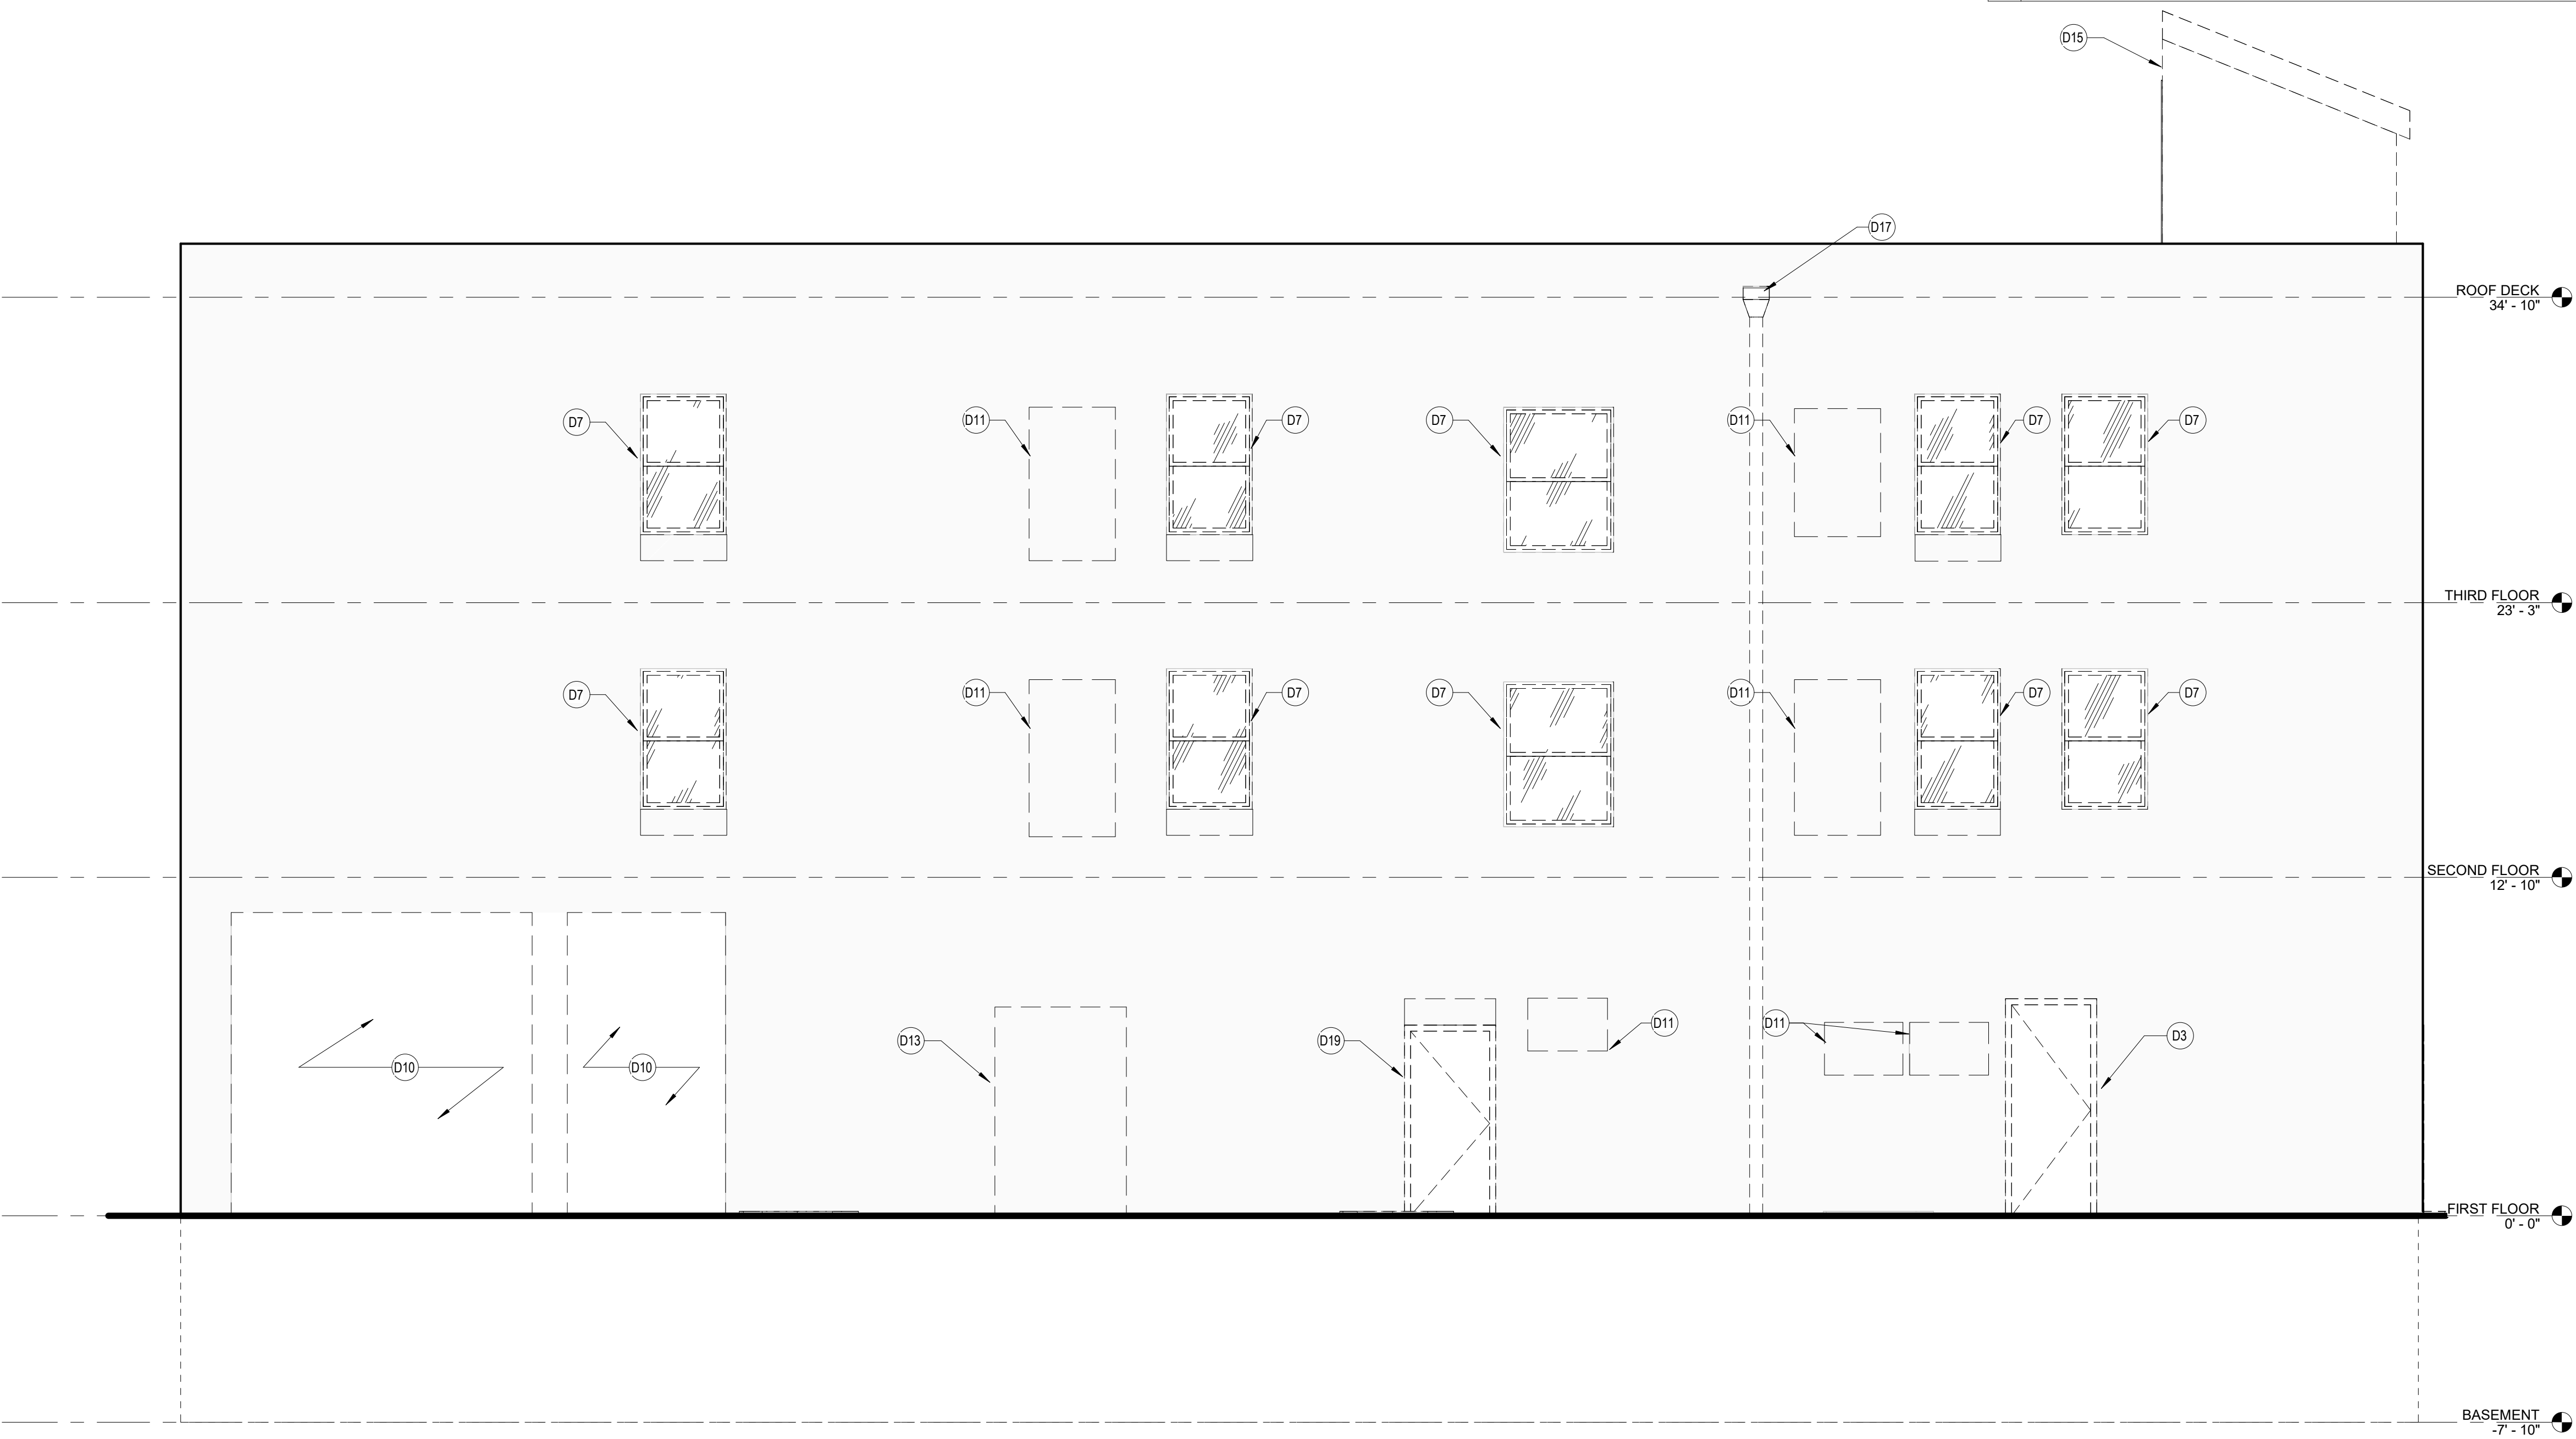 D15
D17
ROOF DECK
34' - 10"
D7
D11
D7
D7
D11
D7
D7
THIRD FLOOR
23' - 3"
D7
D11
D7
D7
D11
D7
D7
SECOND FLOOR
12' - 10"
D10
D10
D13
D19
D11
D11
D3
FIRST FLOOR
0' - 0"
BASEMENT
-7' - 10"